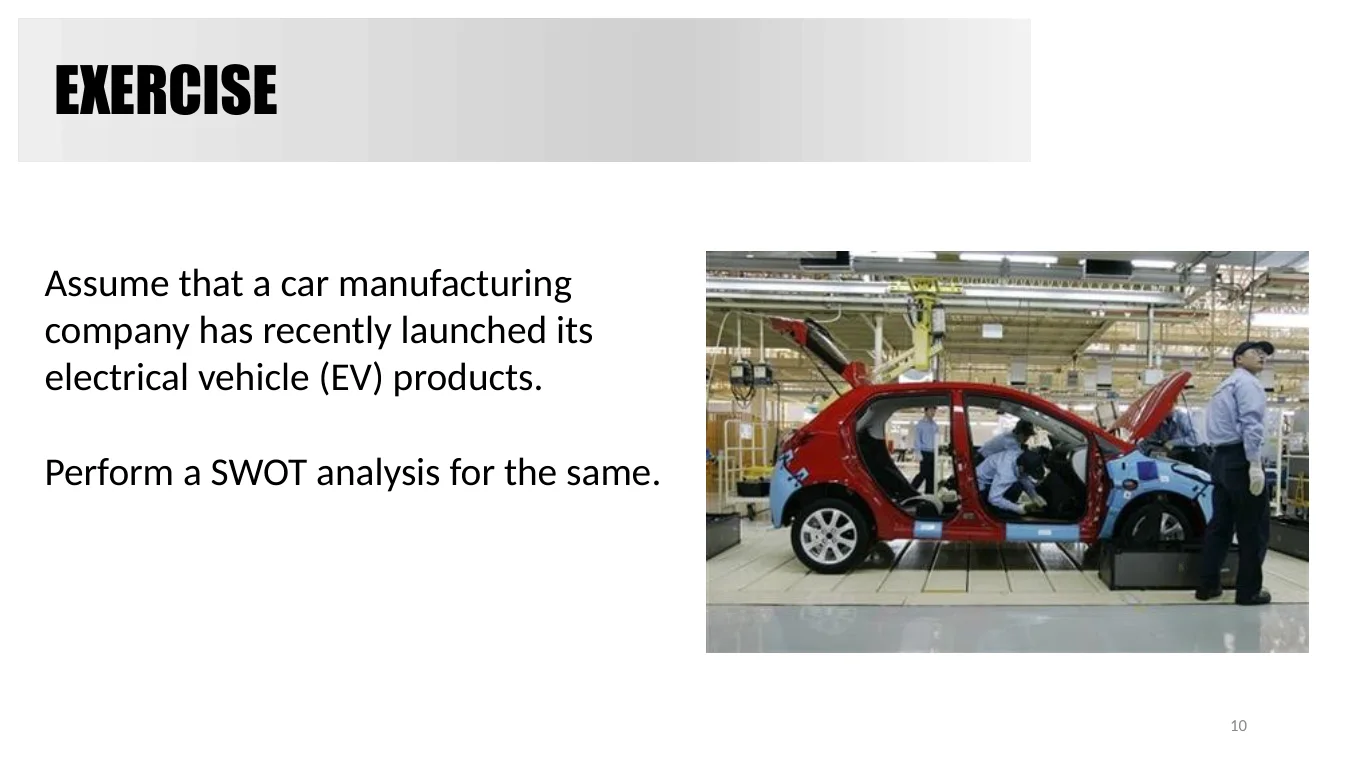 EXERCISE
Assume that a car manufacturing
company has recently launched its
electrical vehicle (EV) products.
Perform a SWOT analysis for the same.
10